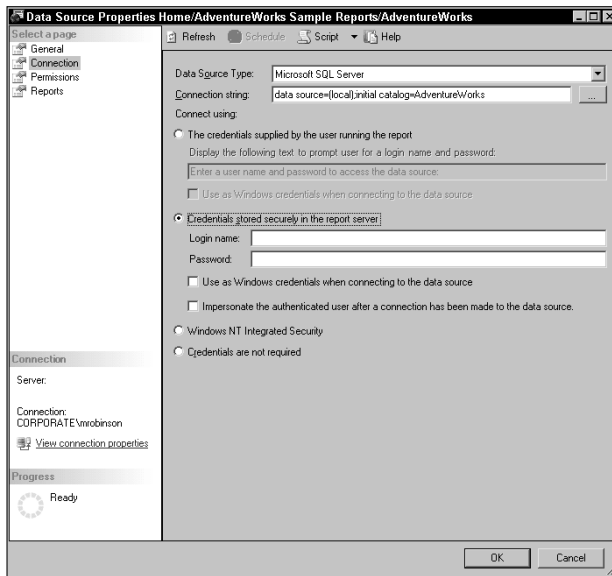 Data Source Properties Home/AdventureWorks Sample Reports/AdventureWorks
Select a page
General
Connection
Permissions
Reports
Refresh Schedule Script Help
Data Source Type: Microsoft SQL Server
Connection string: data source=(local);initial catalog=AdventureWorks ...
Connect using:
The credentials supplied by the user running the report
Display the following text to prompt user for a login name and password:
Enter a user name and password to access the data source:
Use as Windows credentials when connecting to the data source
Credentials stored securely in the report server
Login name:
Password:
Use as Windows credentials when connecting to the data source
Impersonate the authenticated user after a connection has been made to the data source.
Windows NT Integrated Security
Credentials are not required
Connection
Server:
Connection:
CORPORATE\mrobinson
View connection properties
Progress
Ready
OK Cancel